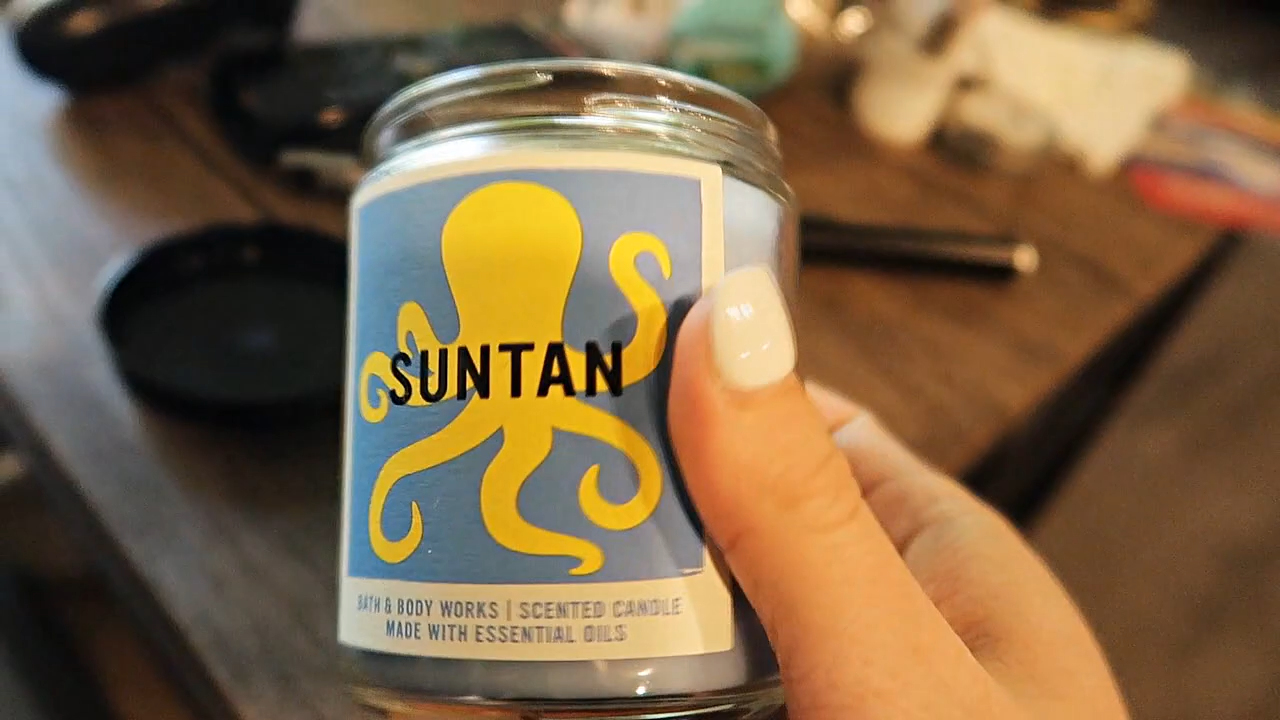 SUNTAN
BATH & BODY WORKS | SCENTED CANDLE
MADE WITH ESSENTIAL OILS